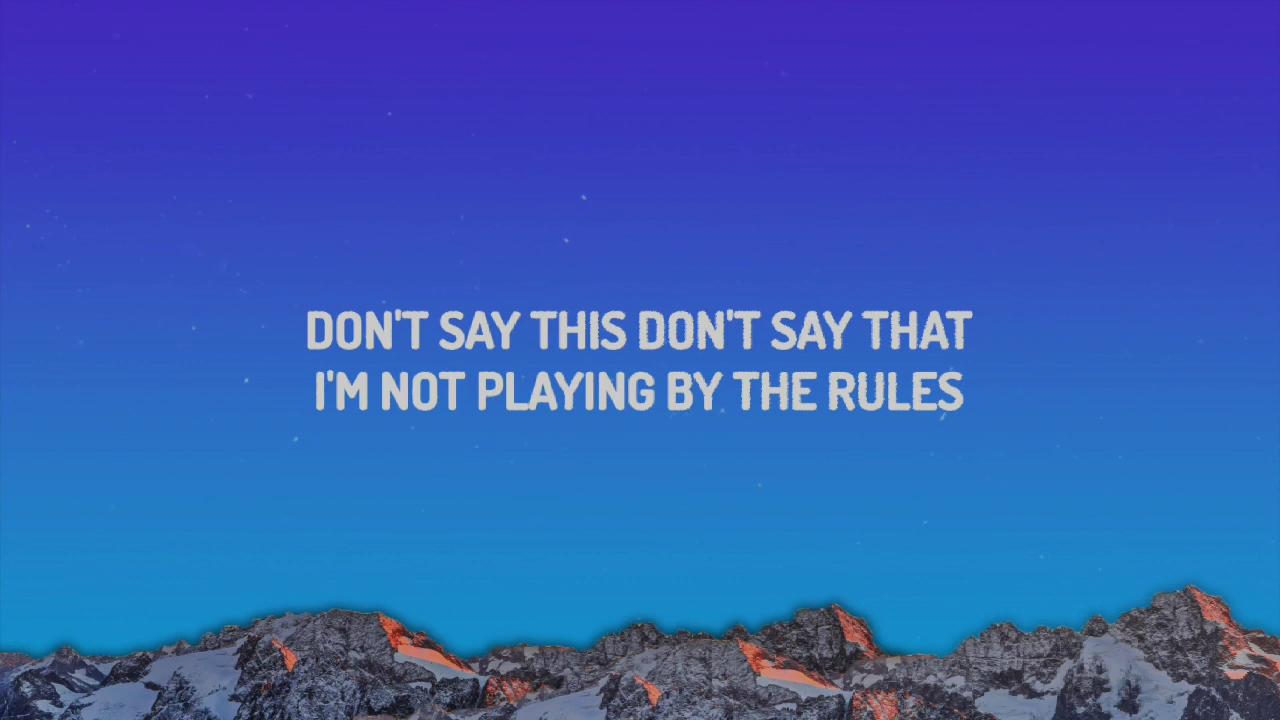 DON'T SAY THIS DON'T SAY THAT
I'M NOT PLAYING BY THE RULES